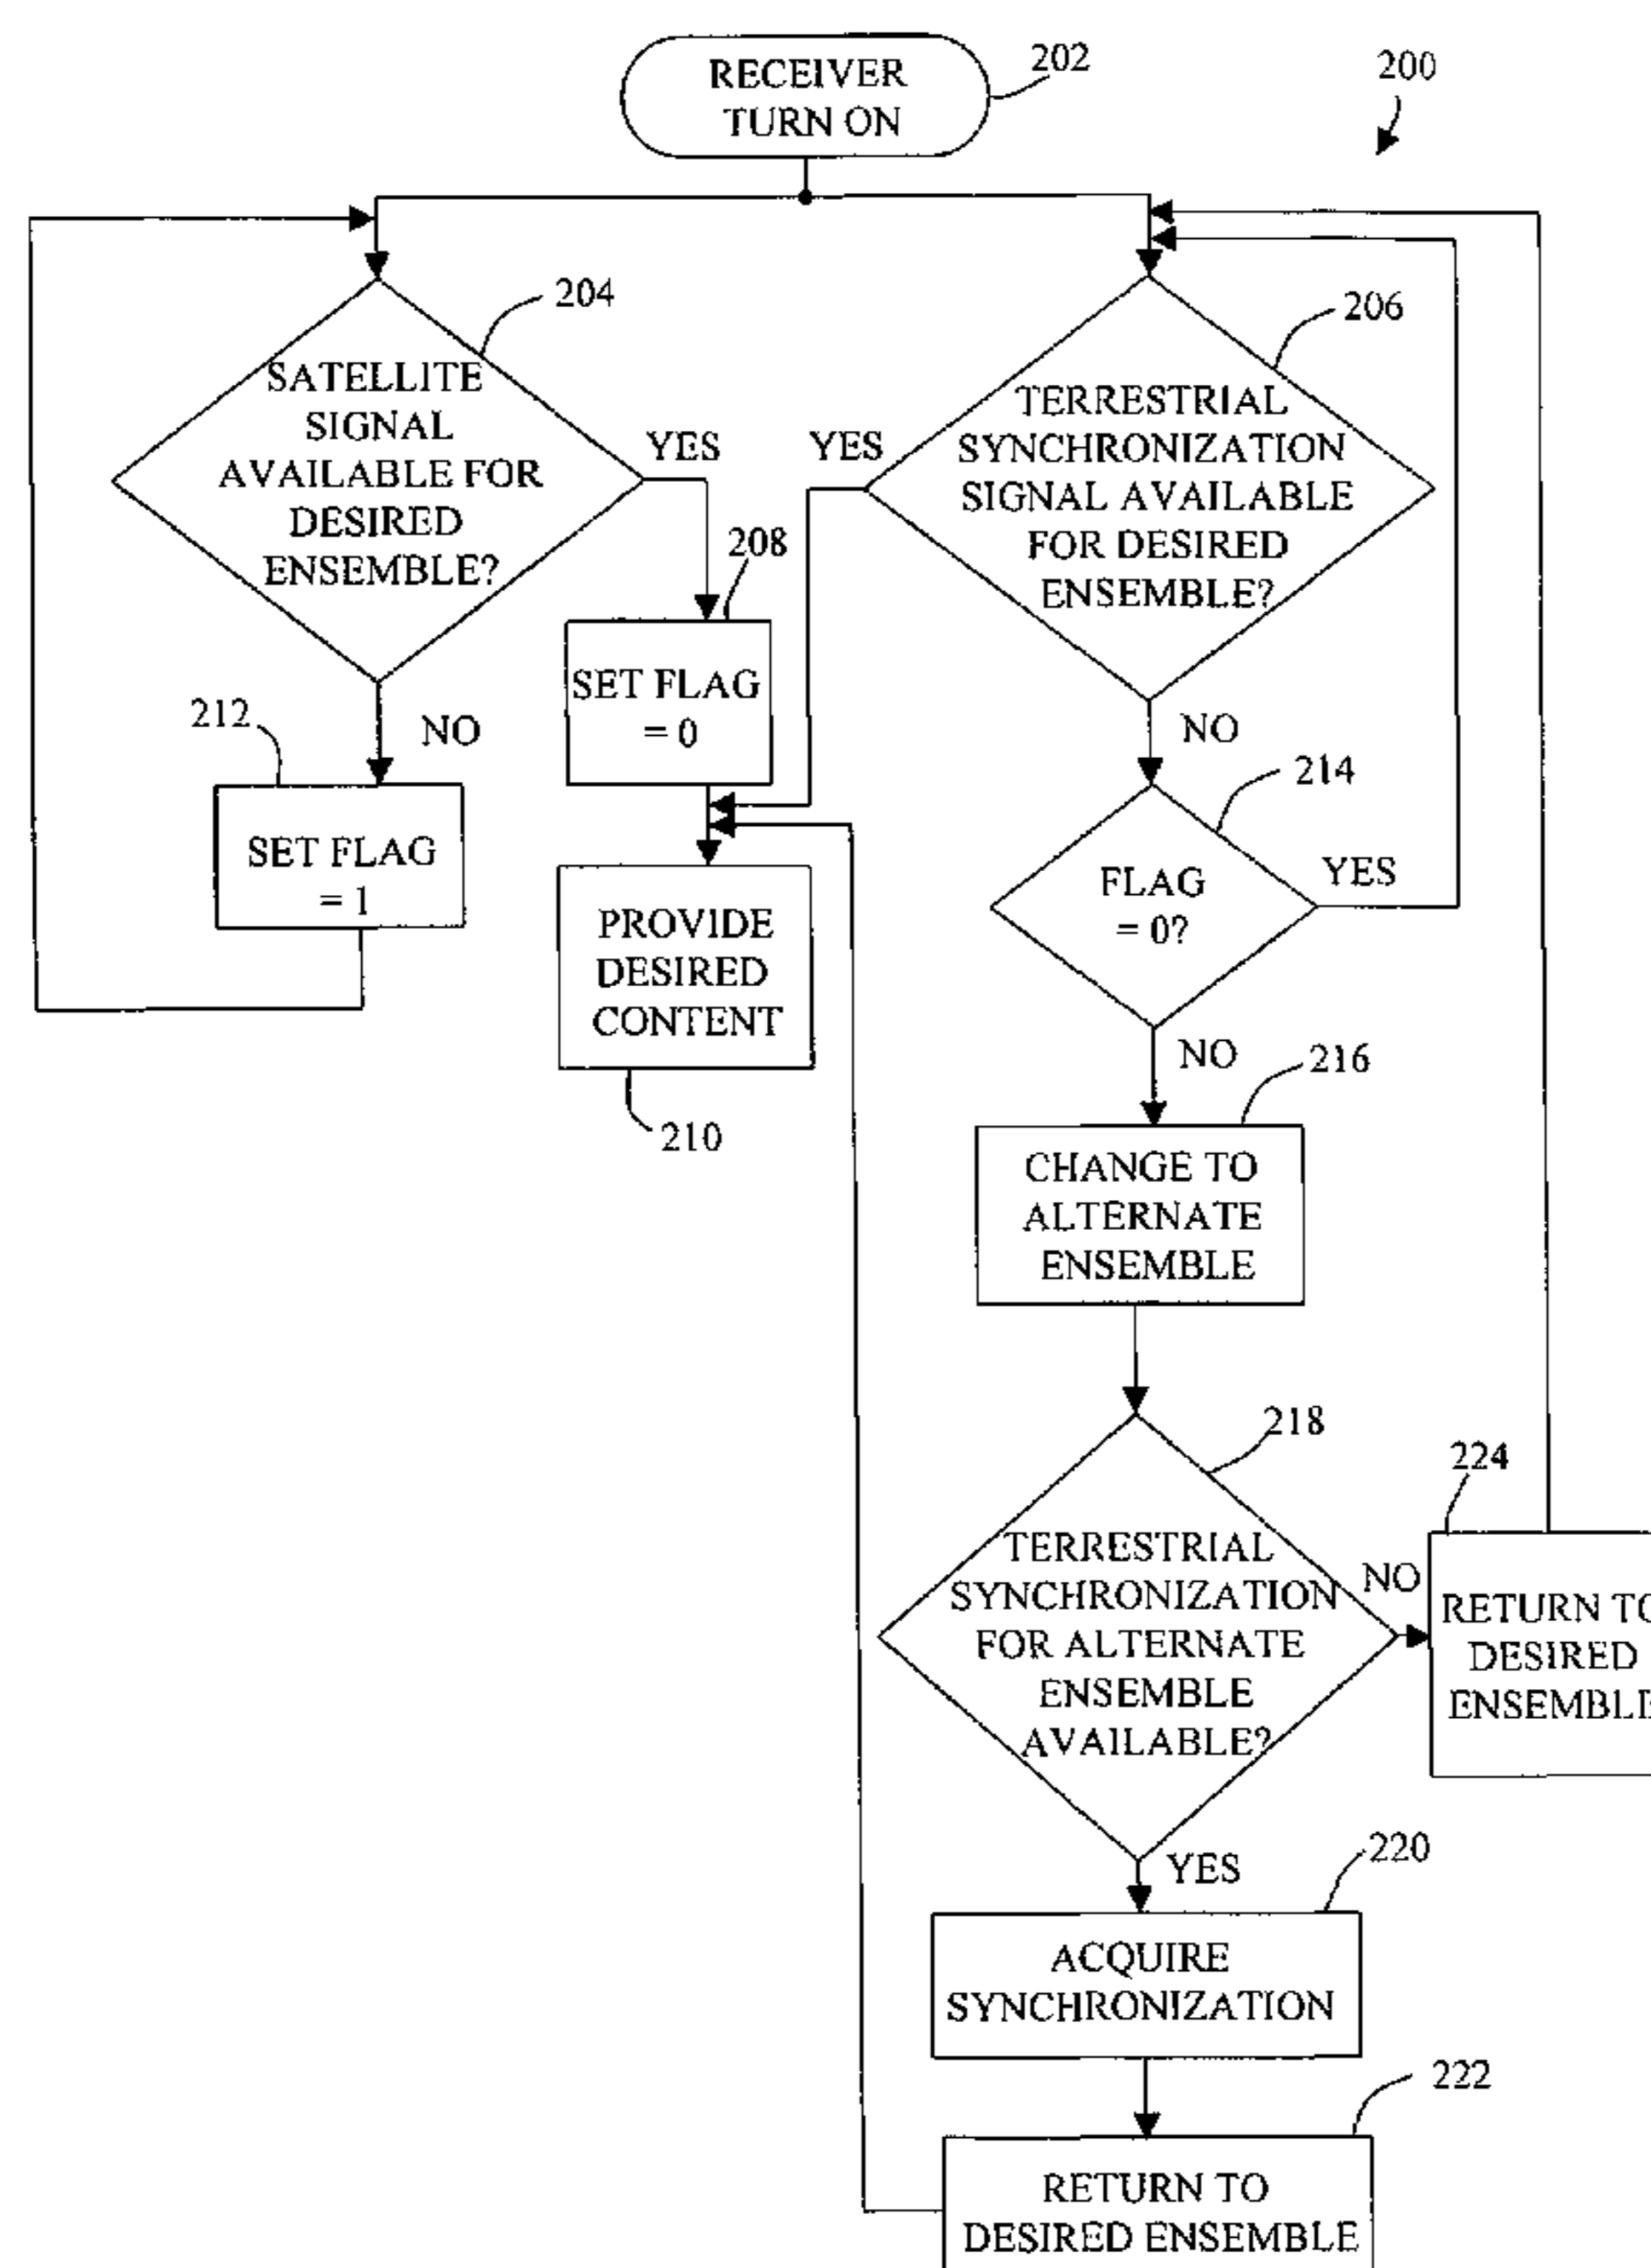 RECEIVER
TURN ON
202
200
204
SATELLITE
SIGNAL
AVAILABLE FOR
DESIRED
ENSEMBLE?
YES
YES
206
TERRESTRIAL
SYNCHRONIZATION
SIGNAL AVAILABLE
FOR DESIRED
ENSEMBLE?
208
SET FLAG
= 0
212
NO
SET FLAG
= 1
NO
214
FLAG
= 0?
YES
PROVIDE
DESIRED
CONTENT
210
NO
216
CHANGE TO
ALTERNATE
ENSEMBLE
218
TERRESTRIAL
SYNCHRONIZATION
FOR ALTERNATE
ENSEMBLE
AVAILABLE?
NO
224
RETURN TO
DESIRED
ENSEMBLE
YES
220
ACQUIRE
SYNCHRONIZATION
222
RETURN TO
DESIRED ENSEMBLE